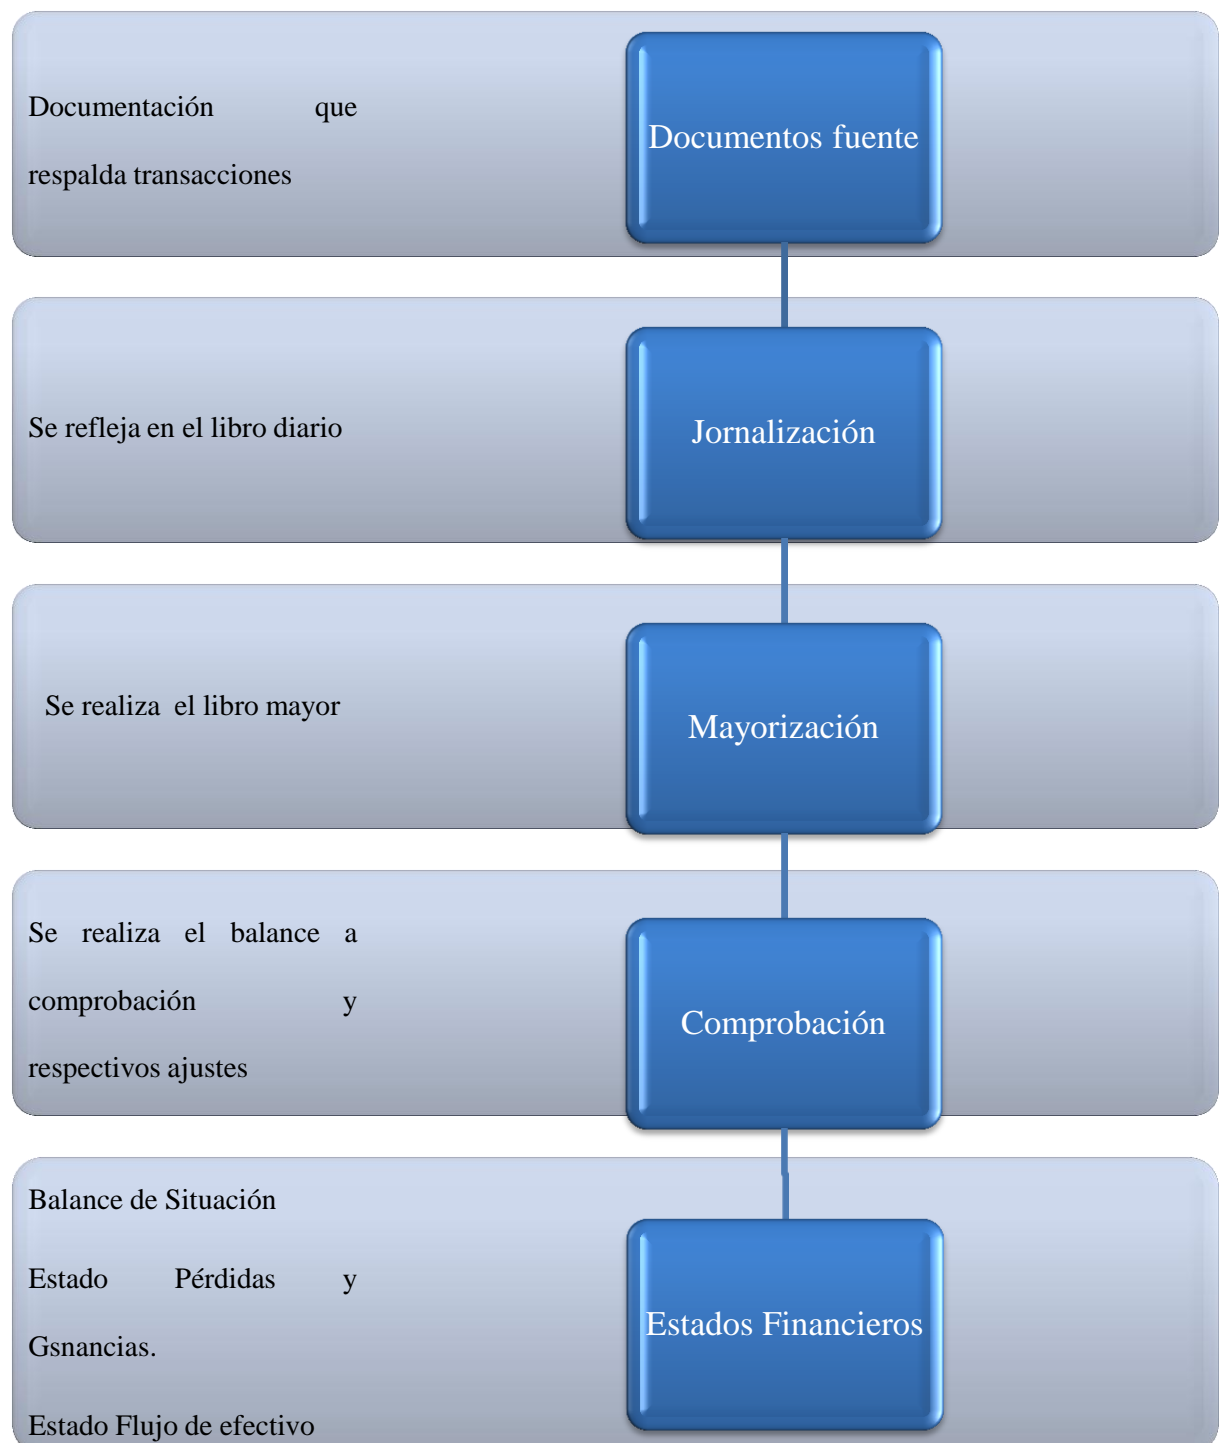 Documentación que
respalda transacciones
Documentos fuente
Se refleja en el libro diario
Jornalización
Se realiza el libro mayor
Mayorización
Se realiza el balance a
comprobación y
respectivos ajustes
Comprobación
Balance de Situación
Estado Pérdidas y
Gsnancias.
Estado Flujo de efectivo
Estados Financieros